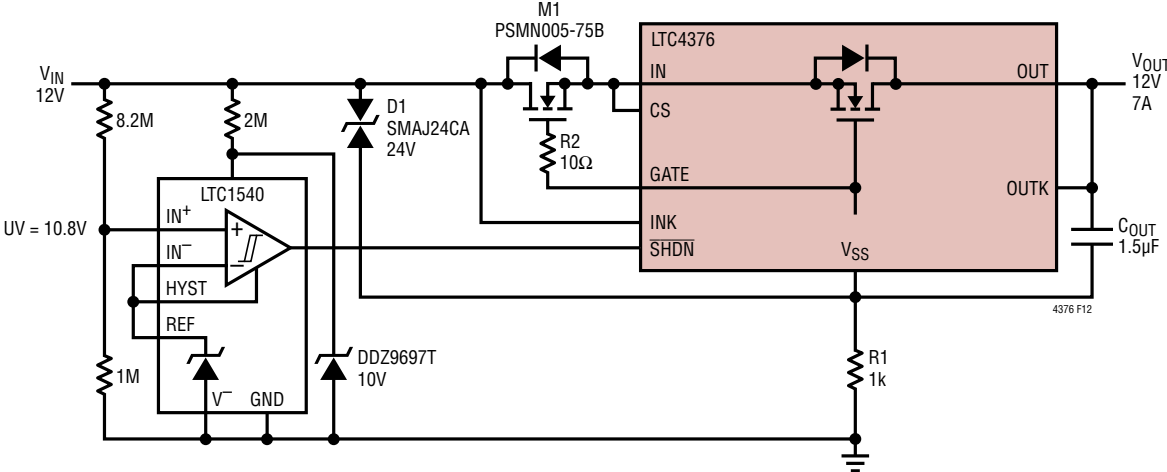 M1
PSMN005-75B
LTC4376
V_IN
12V
IN
OUT
V_OUT
12V
7A
CS
8.2M
2M
D1
SMAJ24CA
24V
R2
10Ω
GATE
OUTK
LTC1540
INK
UV = 10.8V
IN+
+
SHDN
V_SS
C_OUT
1.5µF
IN−
−
HYST
4376 F12
REF
1M
DDZ9697T
10V
R1
1k
V−
GND